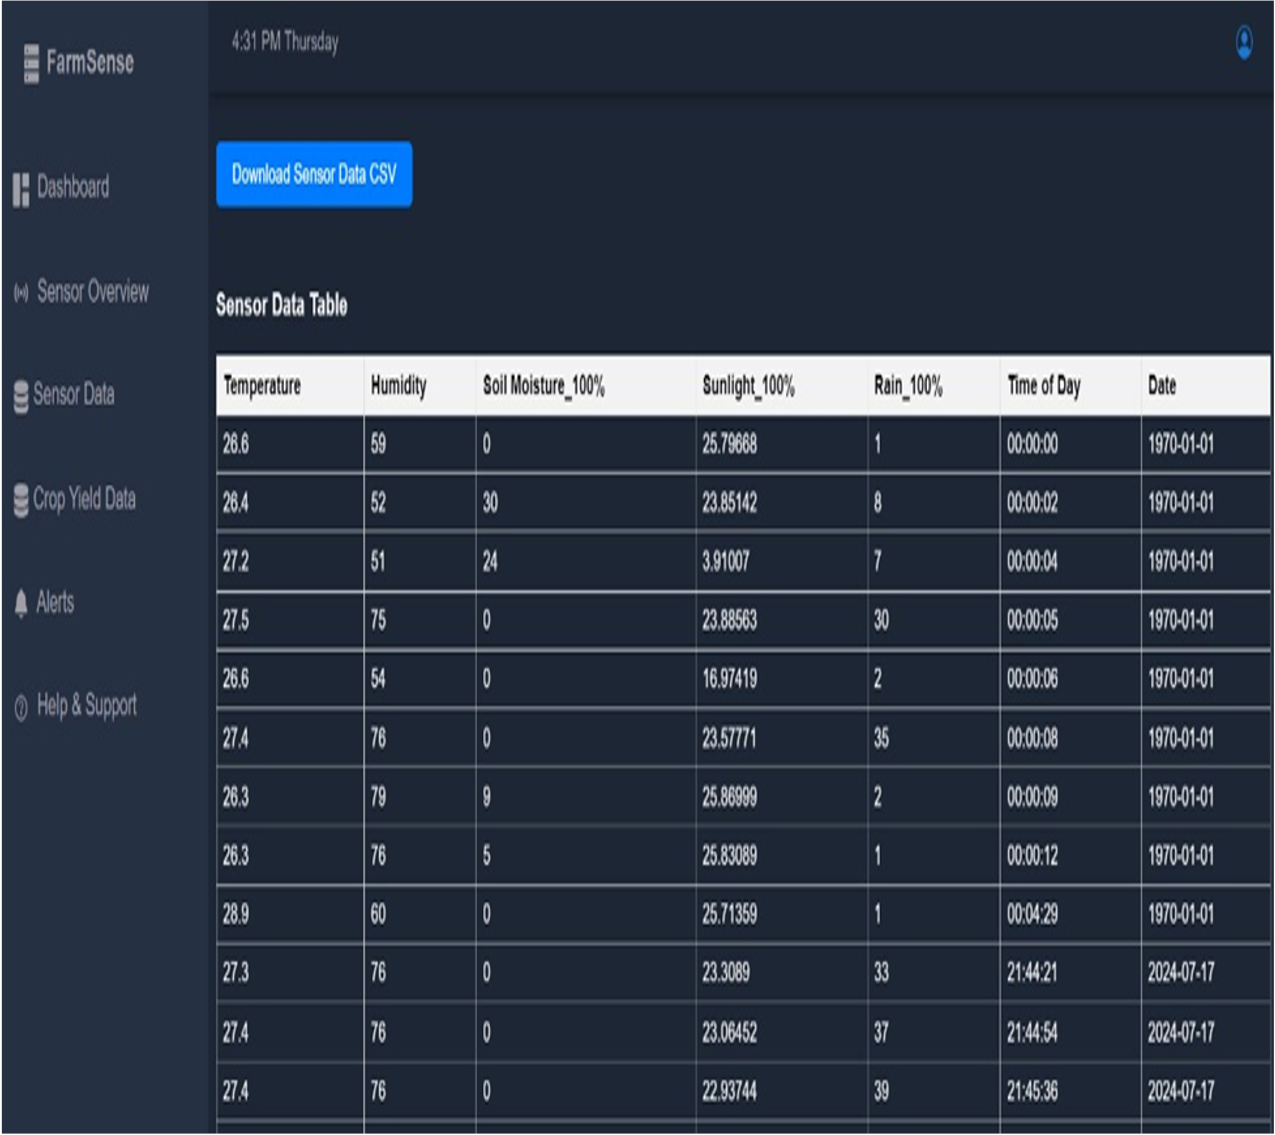 FarmSense
4:31 PM Thursday
Dashboard
Sensor Overview
Sensor Data
Crop Yield Data
Alerts
Help & Support
Download Sensor Data CSV
Sensor Data Table
Temperature Humidity Soil Moisture_100% Sunlight_100% Rain_100% Time of Day Date
26.6 59 0 25.79668 1 00:00:00 1970-01-01
26.4 52 30 23.85142 8 00:00:02 1970-01-01
27.2 51 24 3.91007 7 00:00:04 1970-01-01
27.5 75 0 23.88563 30 00:00:05 1970-01-01
26.6 54 0 16.97419 2 00:00:06 1970-01-01
27.4 76 0 23.57771 35 00:00:08 1970-01-01
26.3 79 9 25.86999 2 00:00:09 1970-01-01
26.3 76 5 25.83089 1 00:00:12 1970-01-01
28.9 60 0 25.71359 1 00:04:29 1970-01-01
27.3 76 0 23.3089 33 21:44:21 2024-07-17
27.4 76 0 23.06452 37 21:44:54 2024-07-17
27.4 76 0 22.93744 39 21:45:36 2024-07-17